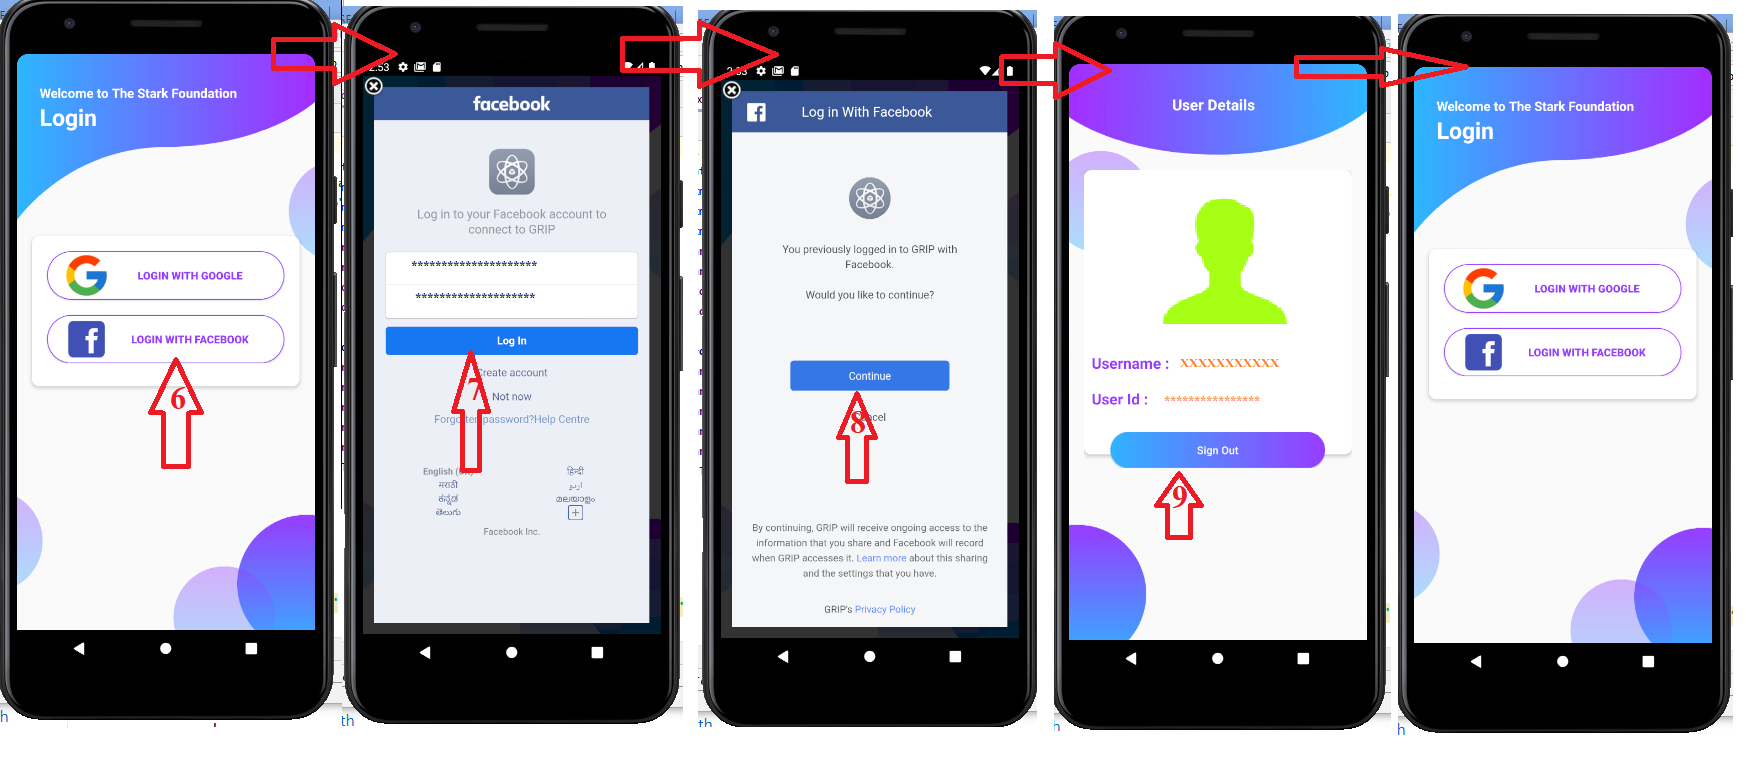 Welcome to The Stark Foundation
Login
LOGIN WITH GOOGLE
LOGIN WITH FACEBOOK
6
2:53
facebook
Log in to your Facebook account to
connect to GRIP
*********************
********************
Log In
7
Create account
Not now
Forgotten password?Help Centre
English (UK)
हिन्दी
मराठी
اردو
ಕನ್ನಡ
മലയാളം
తెలుగు
+
Facebook Inc.
2:53
Log in With Facebook
You previously logged in to GRIP with
Facebook.
Would you like to continue?
Continue
8
Cancel
By continuing, GRIP will receive ongoing access to the
information that you share and Facebook will record
when GRIP accesses it. Learn more about this sharing
and the settings that you have.
GRIP's Privacy Policy
User Details
Username : XXXXXXXXXXX
User Id : ****************
Sign Out
9
Welcome to The Stark Foundation
Login
LOGIN WITH GOOGLE
LOGIN WITH FACEBOOK